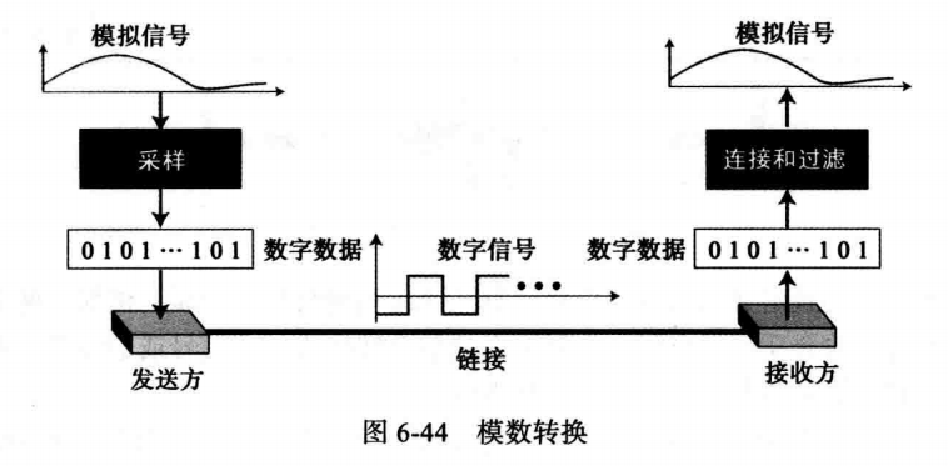 模拟信号
模拟信号
采样
连接和过滤
0101…101 数字数据
数字信号
数字数据 0101…101
链接
发送方
接收方
图 6-44 模数转换